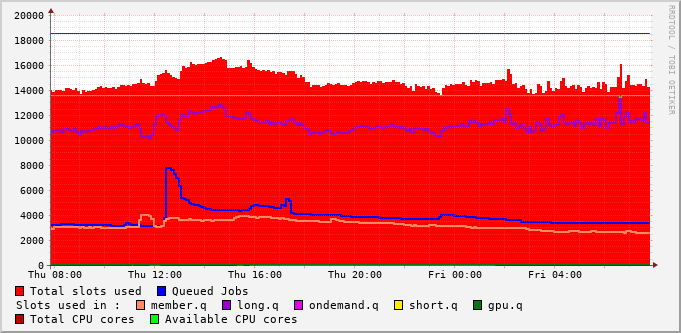 RRDTOOL / TOBI OETIKER
20000
18000
16000
14000
12000
10000
8000
6000
4000
2000
0
Thu 08:00 Thu 12:00 Thu 16:00 Thu 20:00 Fri 00:00 Fri 04:00
Total slots used Queued Jobs
Slots used in : member.q long.q ondemand.q short.q gpu.q
Total CPU cores Available CPU cores